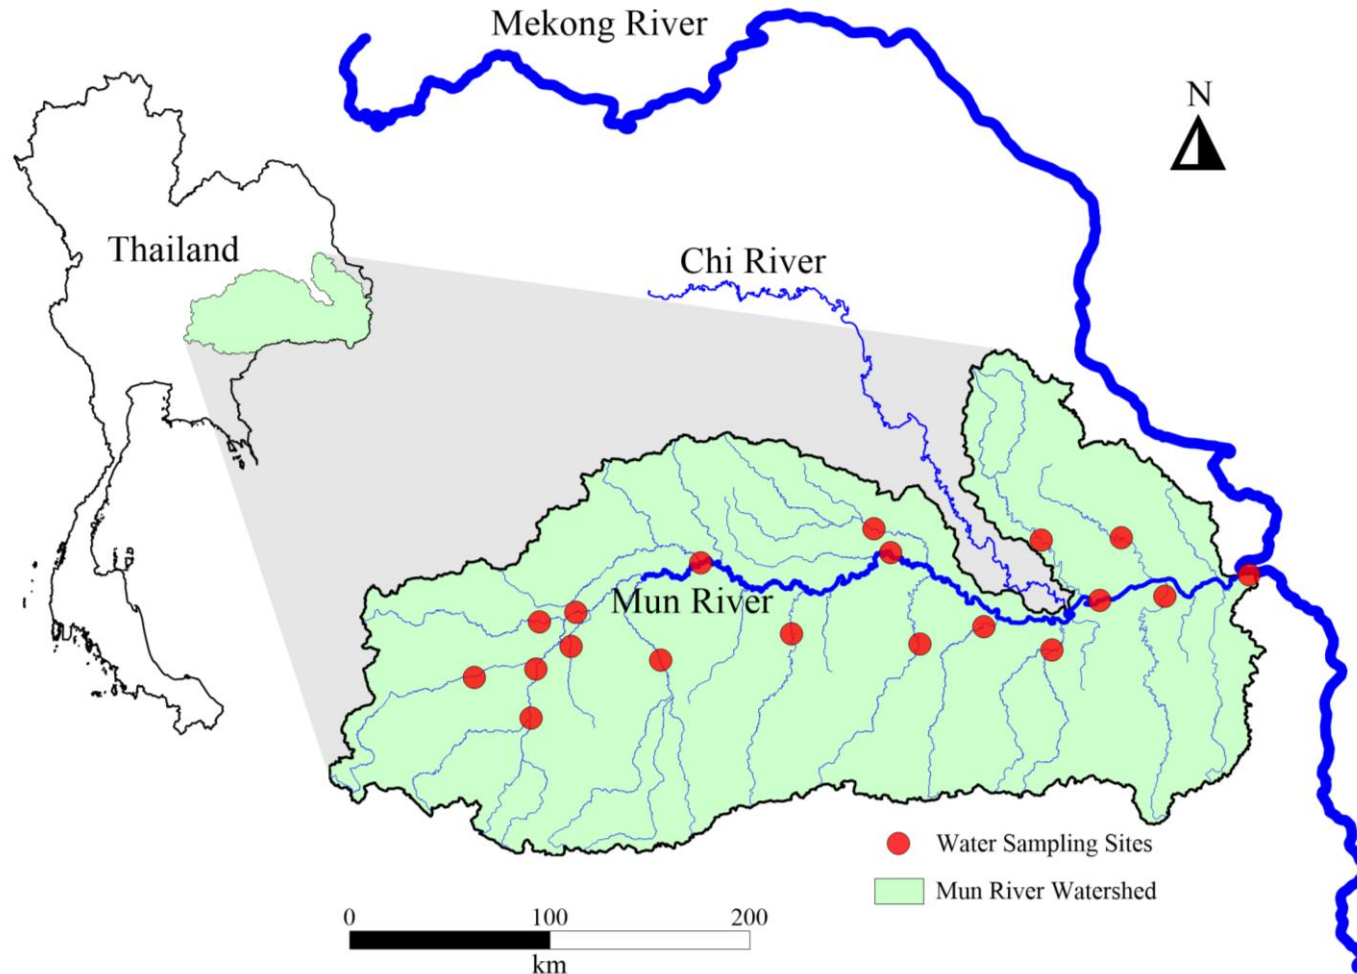 Mekong River
N
Thailand
Chi River
Mun River
Water Sampling Sites
Mun River Watershed
0 100 200
km